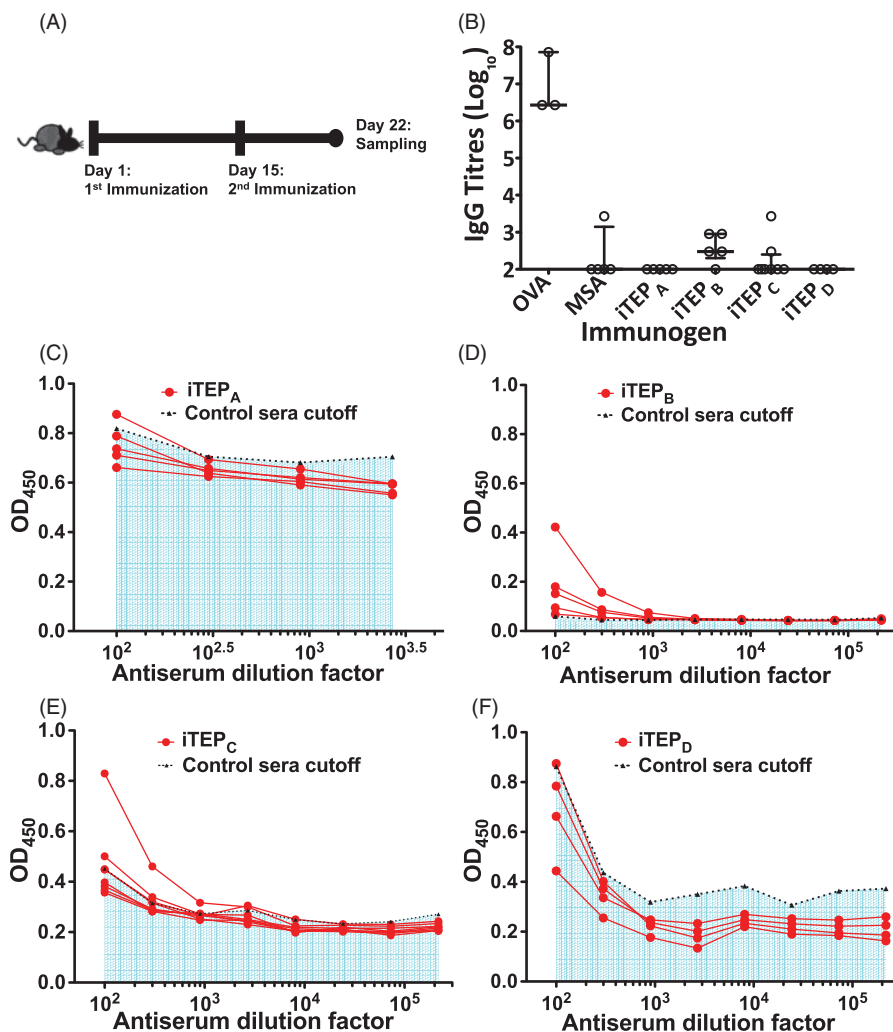 (A)
Day 1:
1st Immunization
Day 15:
2nd Immunization
Day 22:
Sampling
(B)
IgG Titres (Log10)
8
7
6
5
4
3
2
OVA
MSA
iTEPA
iTEPB
iTEPC
iTEPD
Immunogen
(C)
iTEPA
Control sera cutoff
OD450
1.0
0.8
0.6
0.4
0.2
0.0
10^2
10^2.5
10^3
10^3.5
Antiserum dilution factor
(D)
iTEPB
Control sera cutoff
OD450
1.0
0.8
0.6
0.4
0.2
0.0
10^2
10^3
10^4
10^5
Antiserum dilution factor
(E)
iTEPC
Control sera cutoff
OD450
1.0
0.8
0.6
0.4
0.2
0.0
10^2
10^3
10^4
10^5
Antiserum dilution factor
(F)
iTEPD
Control sera cutoff
OD450
1.0
0.8
0.6
0.4
0.2
0.0
10^2
10^3
10^4
10^5
Antiserum dilution factor